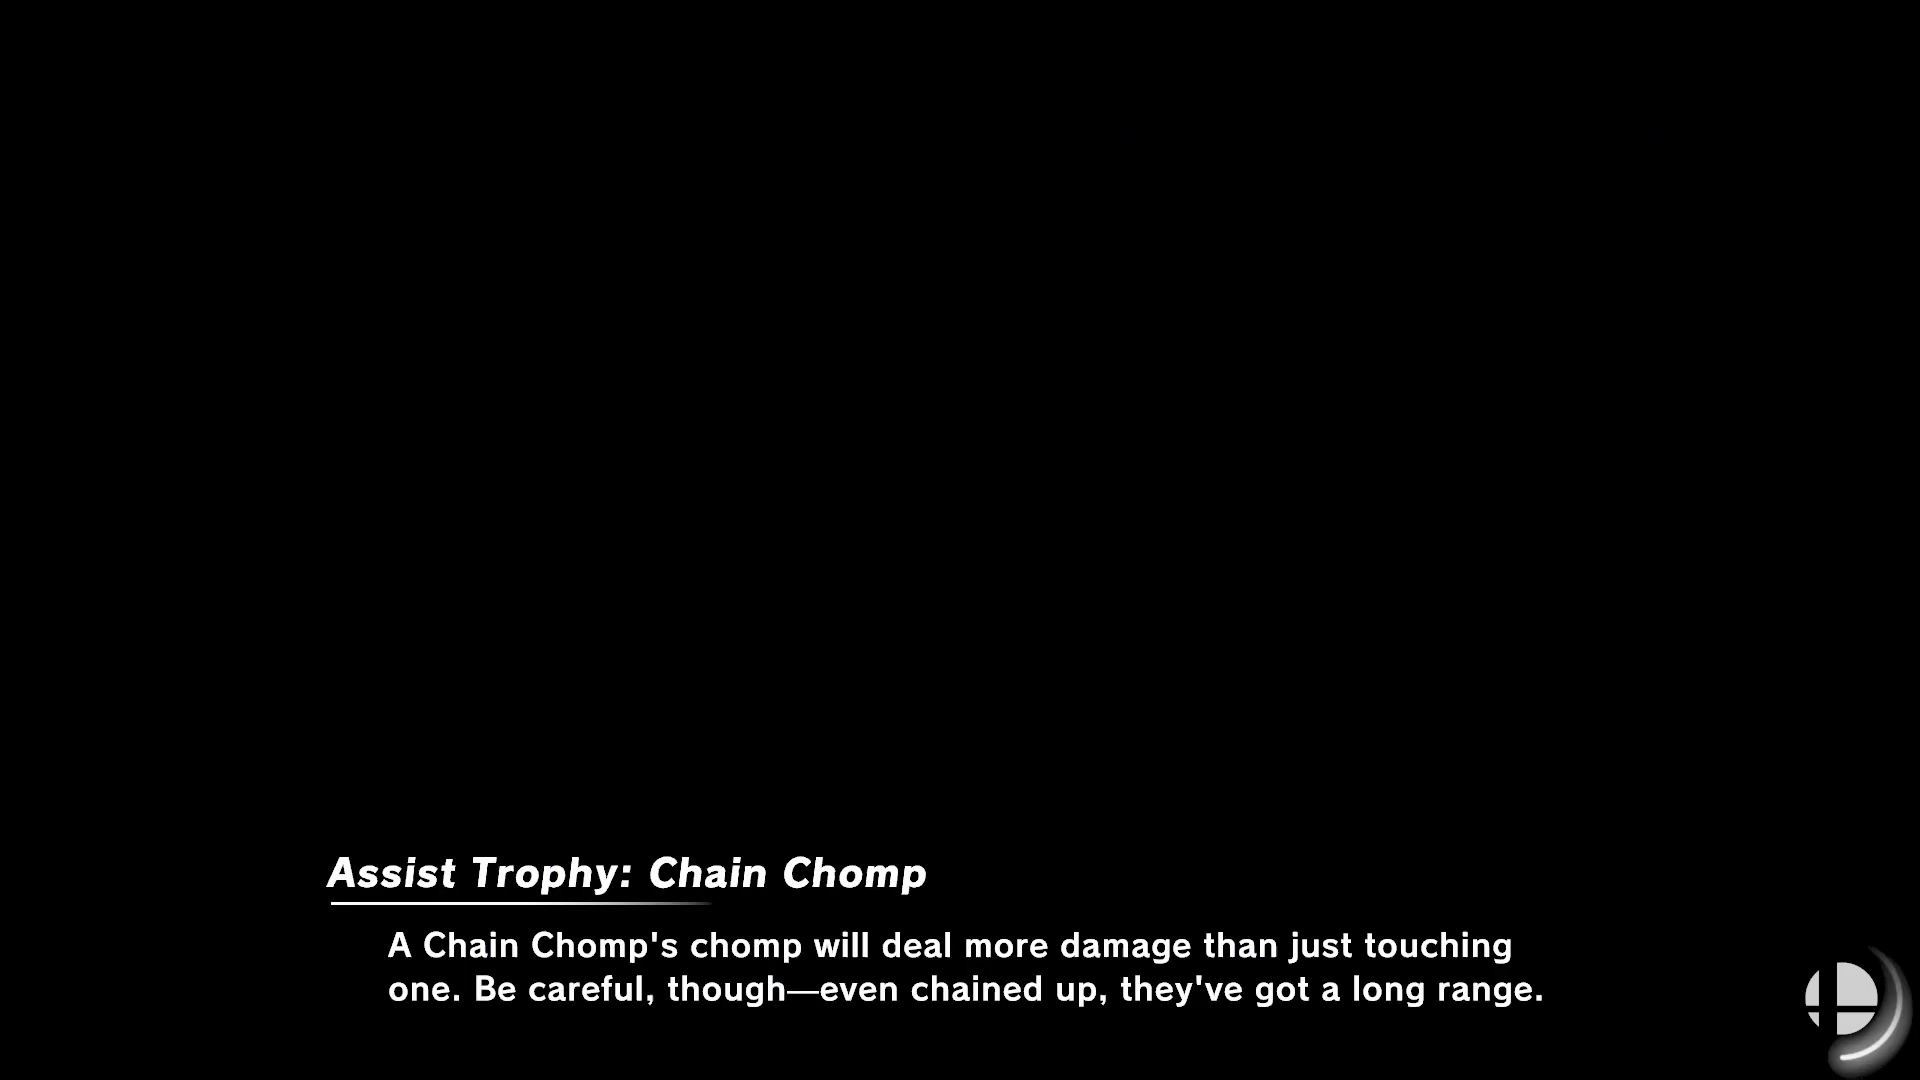 Assist Trophy: Chain Chomp
A Chain Chomp's chomp will deal more damage than just touching
one. Be careful, though—even chained up, they've got a long range.